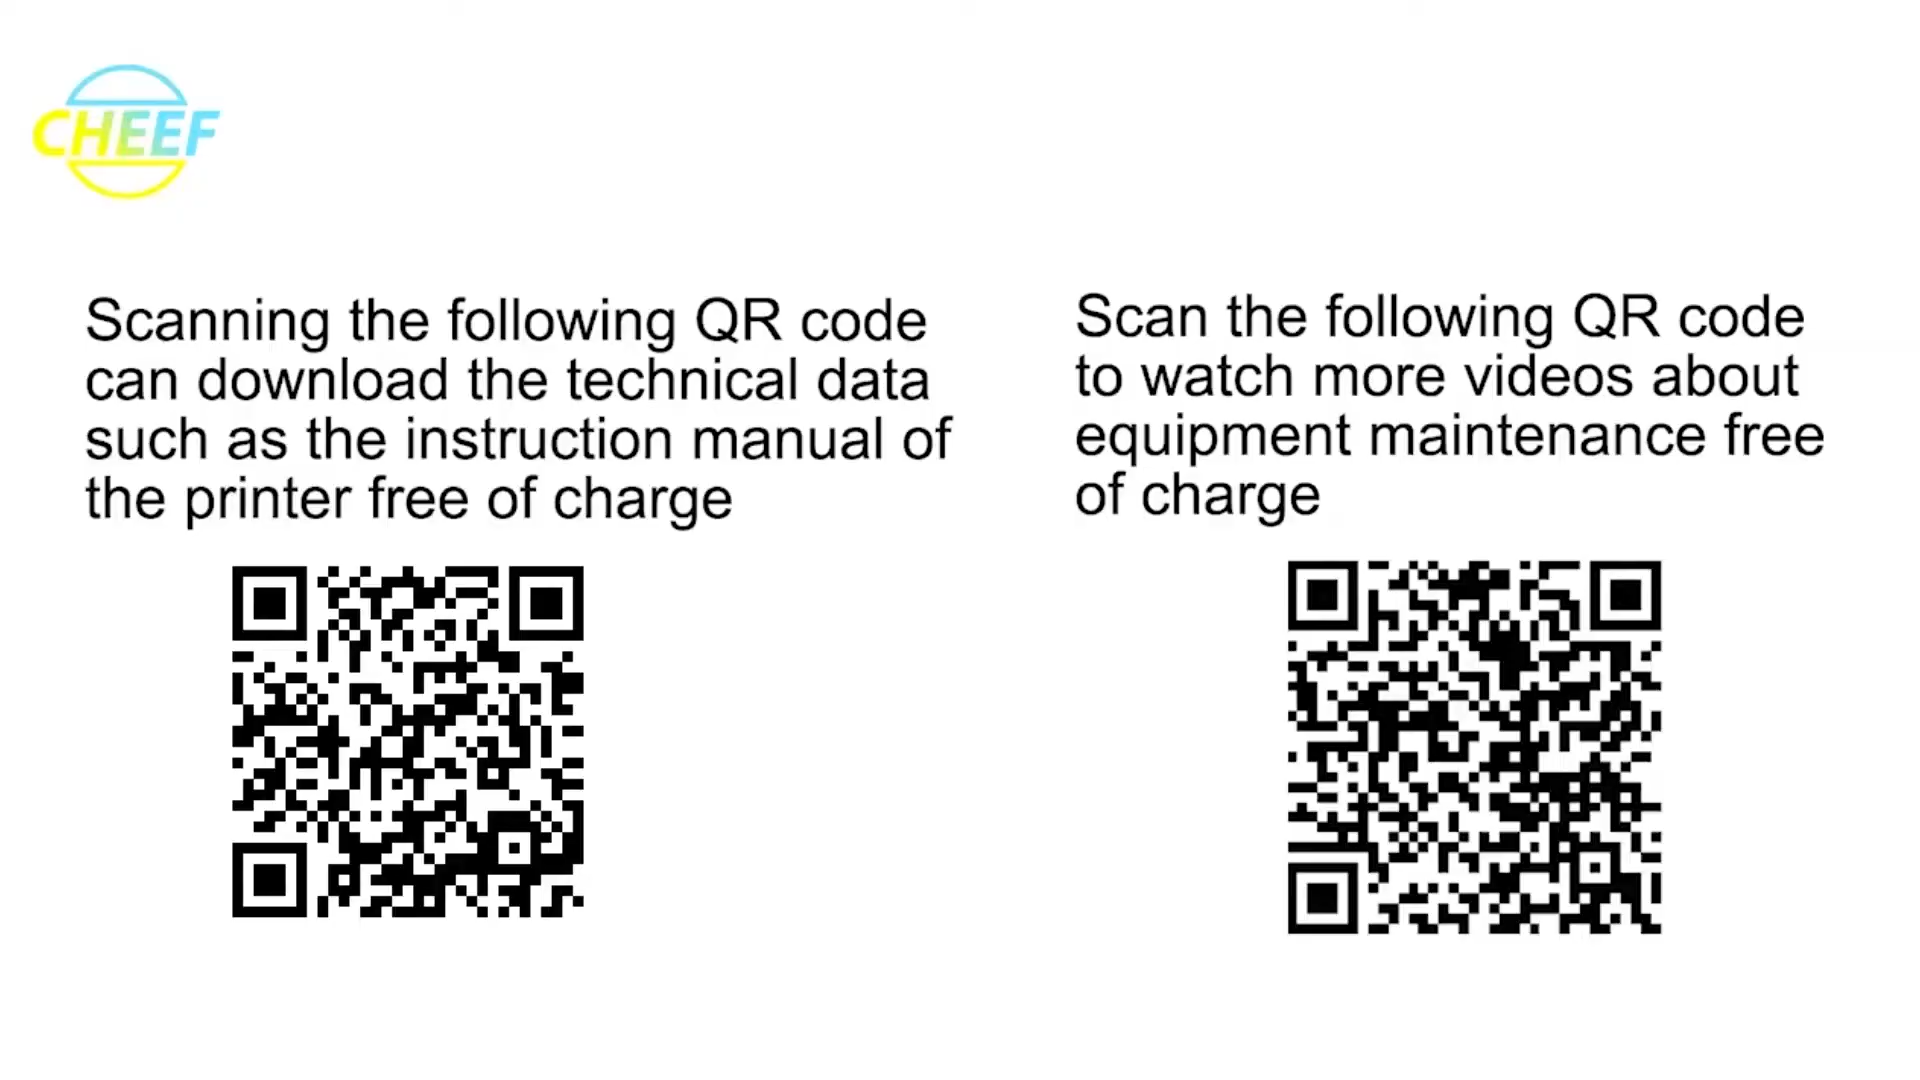 CHEEF
Scanning the following QR code
can download the technical data
such as the instruction manual of
the printer free of charge
Scan the following QR code
to watch more videos about
equipment maintenance free
of charge